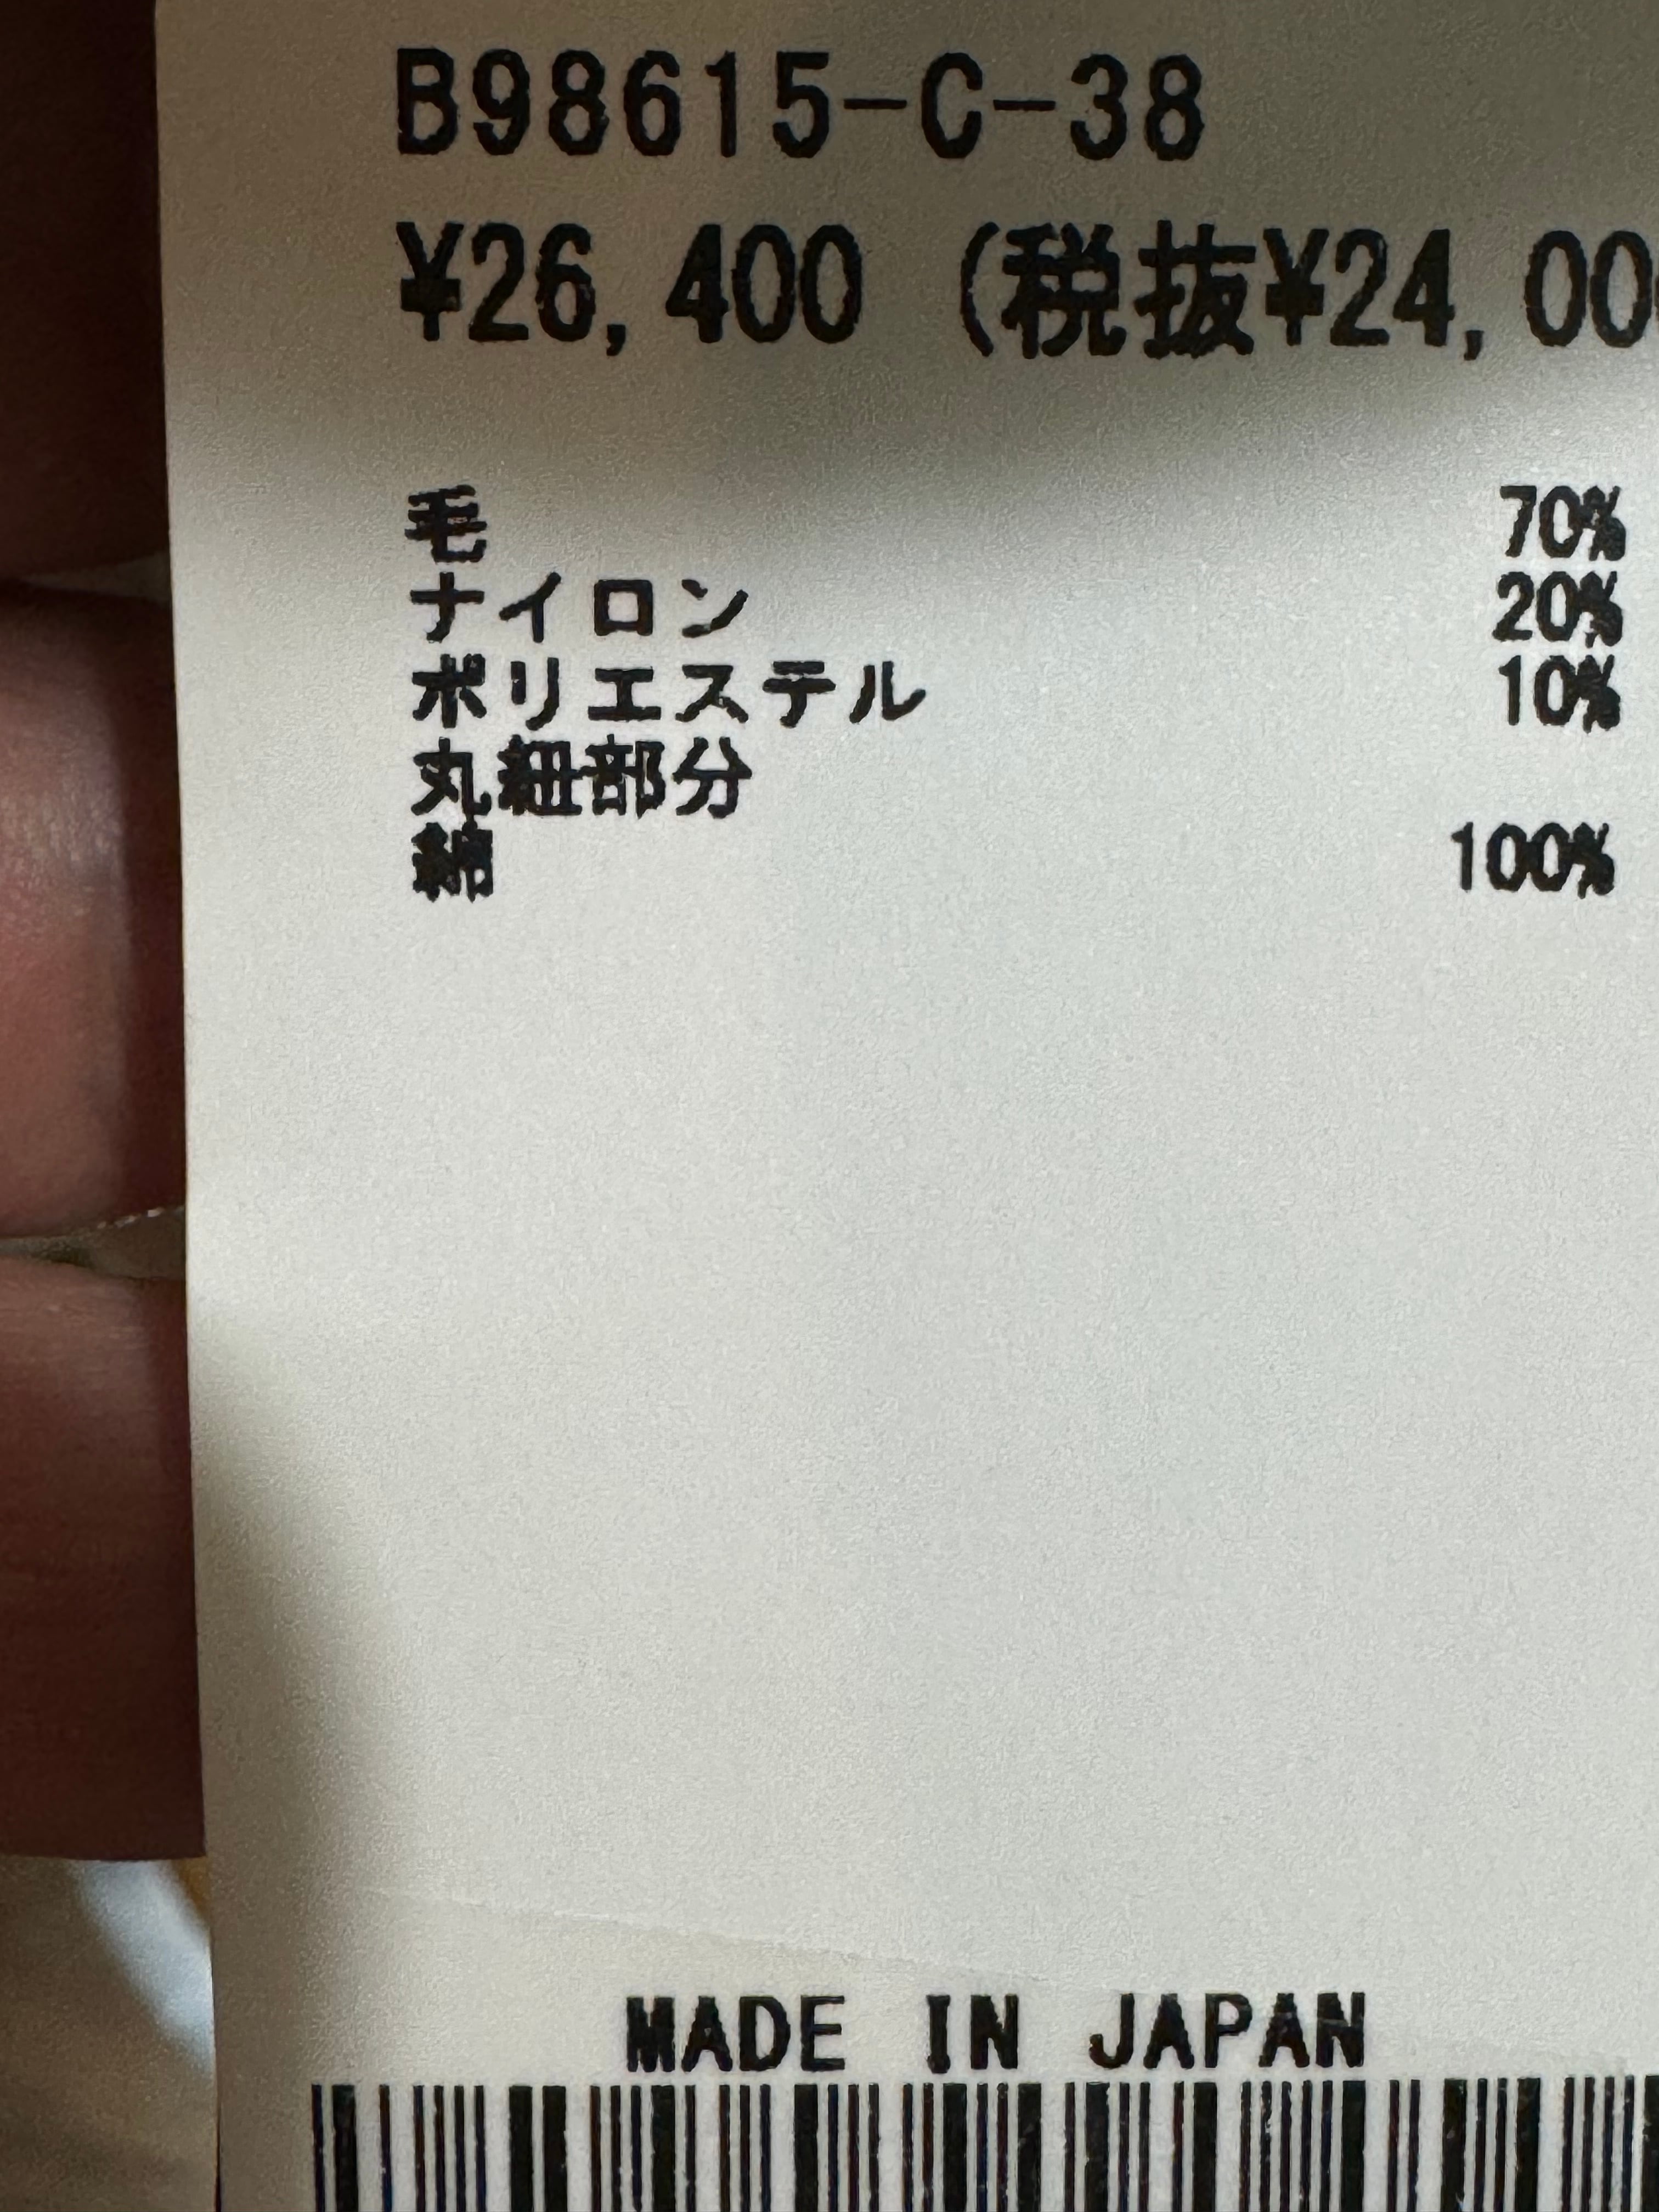 B98615-C-38
¥26,400 (税抜¥24,00
毛 70%
ナイロン 20%
ポリエステル 10%
丸紐部分
綿 100%
MADE IN JAPAN